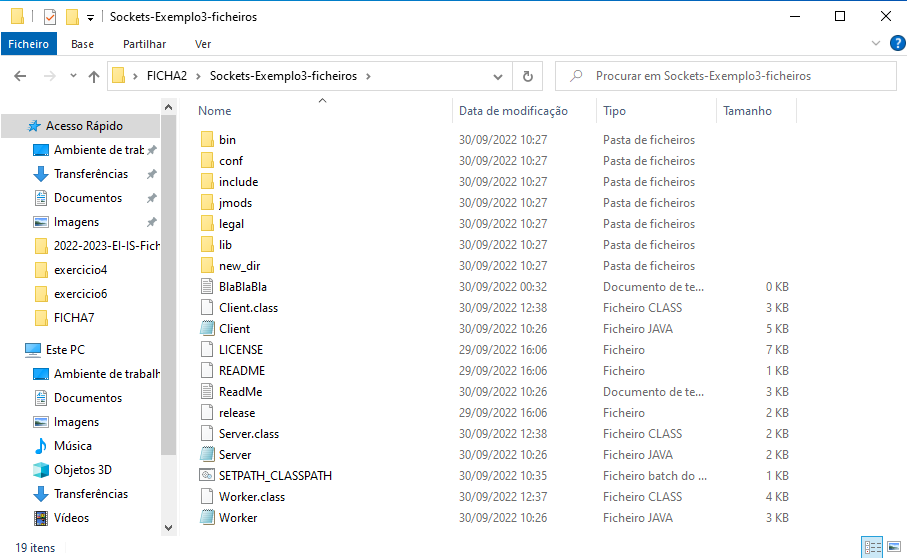 Sockets-Exemplo3-ficheiros
Ficheiro Base Partilhar Ver
FICHA2 Sockets-Exemplo3-ficheiros Procurar em Sockets-Exemplo3-ficheiros
Acesso Rápido
Ambiente de trab
Transferências
Documentos
Imagens
2022-2023-EI-IS-Fich
exercicio4
exercicio6
FICHA7
Este PC
Ambiente de trabalh
Documentos
Imagens
Música
Objetos 3D
Transferências
Vídeos
Nome Data de modificação Tipo Tamanho
bin 30/09/2022 10:27 Pasta de ficheiros
conf 30/09/2022 10:27 Pasta de ficheiros
include 30/09/2022 10:27 Pasta de ficheiros
jmods 30/09/2022 10:27 Pasta de ficheiros
legal 30/09/2022 10:27 Pasta de ficheiros
lib 30/09/2022 10:27 Pasta de ficheiros
new_dir 30/09/2022 10:27 Pasta de ficheiros
BlaBlaBla 30/09/2022 00:32 Documento de te... 0 KB
Client.class 30/09/2022 12:38 Ficheiro CLASS 3 KB
Client 30/09/2022 10:26 Ficheiro JAVA 5 KB
LICENSE 29/09/2022 16:06 Ficheiro 7 KB
README 29/09/2022 16:06 Ficheiro 1 KB
ReadMe 30/09/2022 10:26 Documento de te... 3 KB
release 29/09/2022 16:06 Ficheiro 2 KB
Server.class 30/09/2022 12:38 Ficheiro CLASS 2 KB
Server 30/09/2022 10:26 Ficheiro JAVA 2 KB
SETPATH_CLASSPATH 30/09/2022 10:35 Ficheiro batch do ... 1 KB
Worker.class 30/09/2022 12:37 Ficheiro CLASS 4 KB
Worker 30/09/2022 10:26 Ficheiro JAVA 3 KB
19 itens